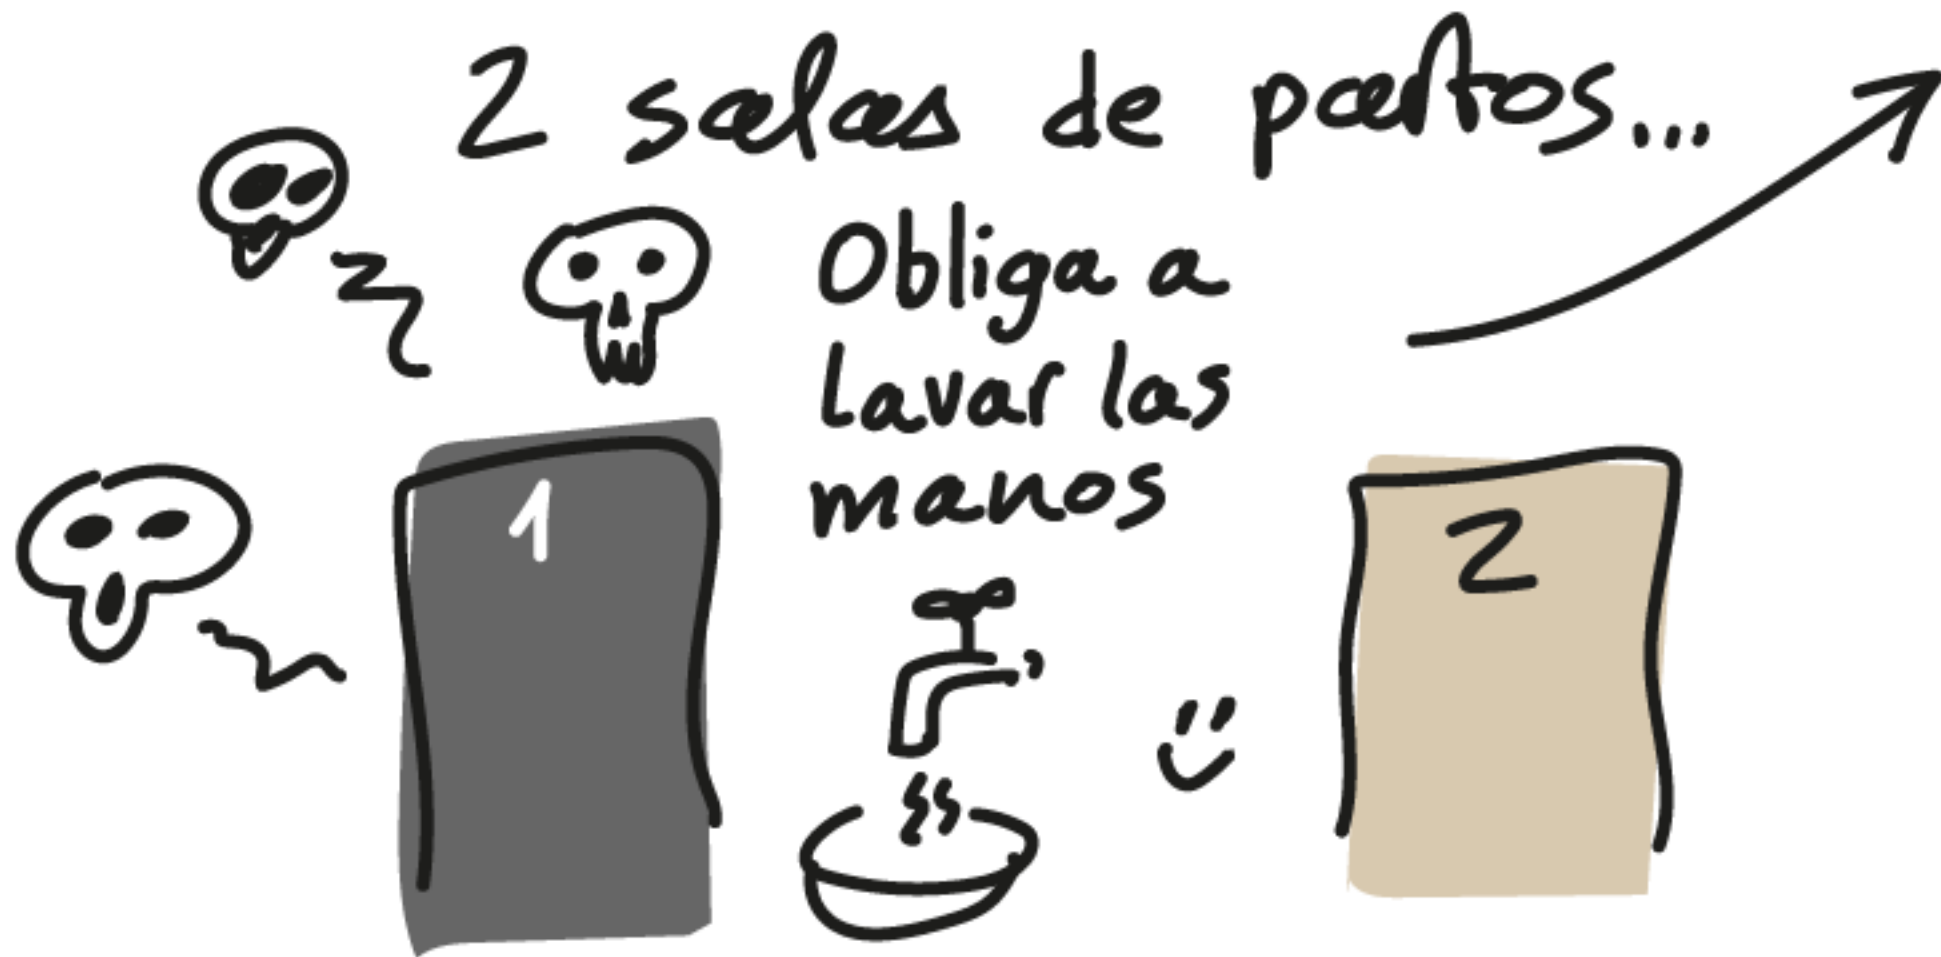 2 salas de partos...
Obliga a
lavar las
manos
1
2